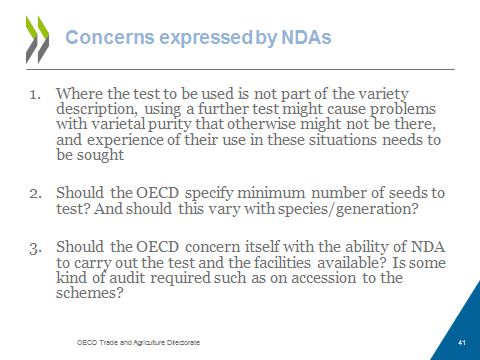 Concerns expressed by NDAs
1. Where the test to be used is not part of the variety
description, using a further test might cause problems
with varietal purity that otherwise might not be there,
and experience of their use in these situations needs to
be sought
2. Should the OECD specify minimum number of seeds to
test? And should this vary with species/generation?
3. Should the OECD concern itself with the ability of NDA
to carry out the test and the facilities available? Is some
kind of audit required such as on accession to the
schemes?
OECD Trade and Agriculture Directorate
41